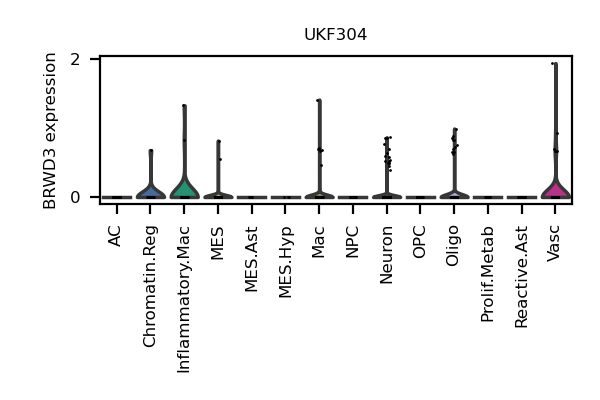 UKF304
BRWD3 expression
2
0
AC
Chromatin.Reg
Inflammatory.Mac
MES
MES.Ast
MES.Hyp
Mac
NPC
Neuron
OPC
Oligo
Prolif.Metab
Reactive.Ast
Vasc